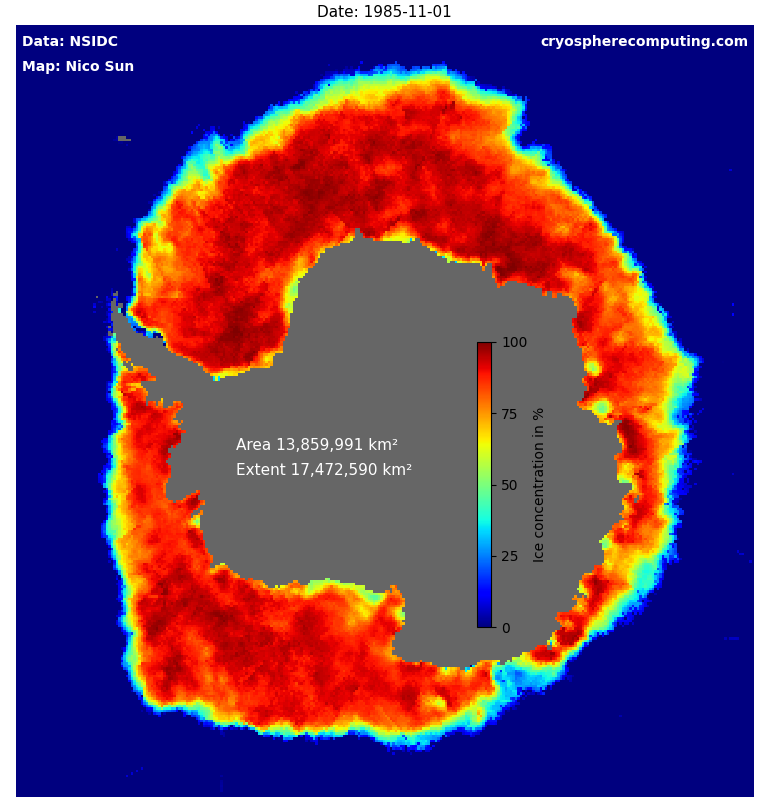 Date: 1985-11-01
Data: NSIDC
cryospherecomputing.com
Map: Nico Sun
100
75
50
25
0
Ice concentration in %
Area 13,859,991 km²
Extent 17,472,590 km²